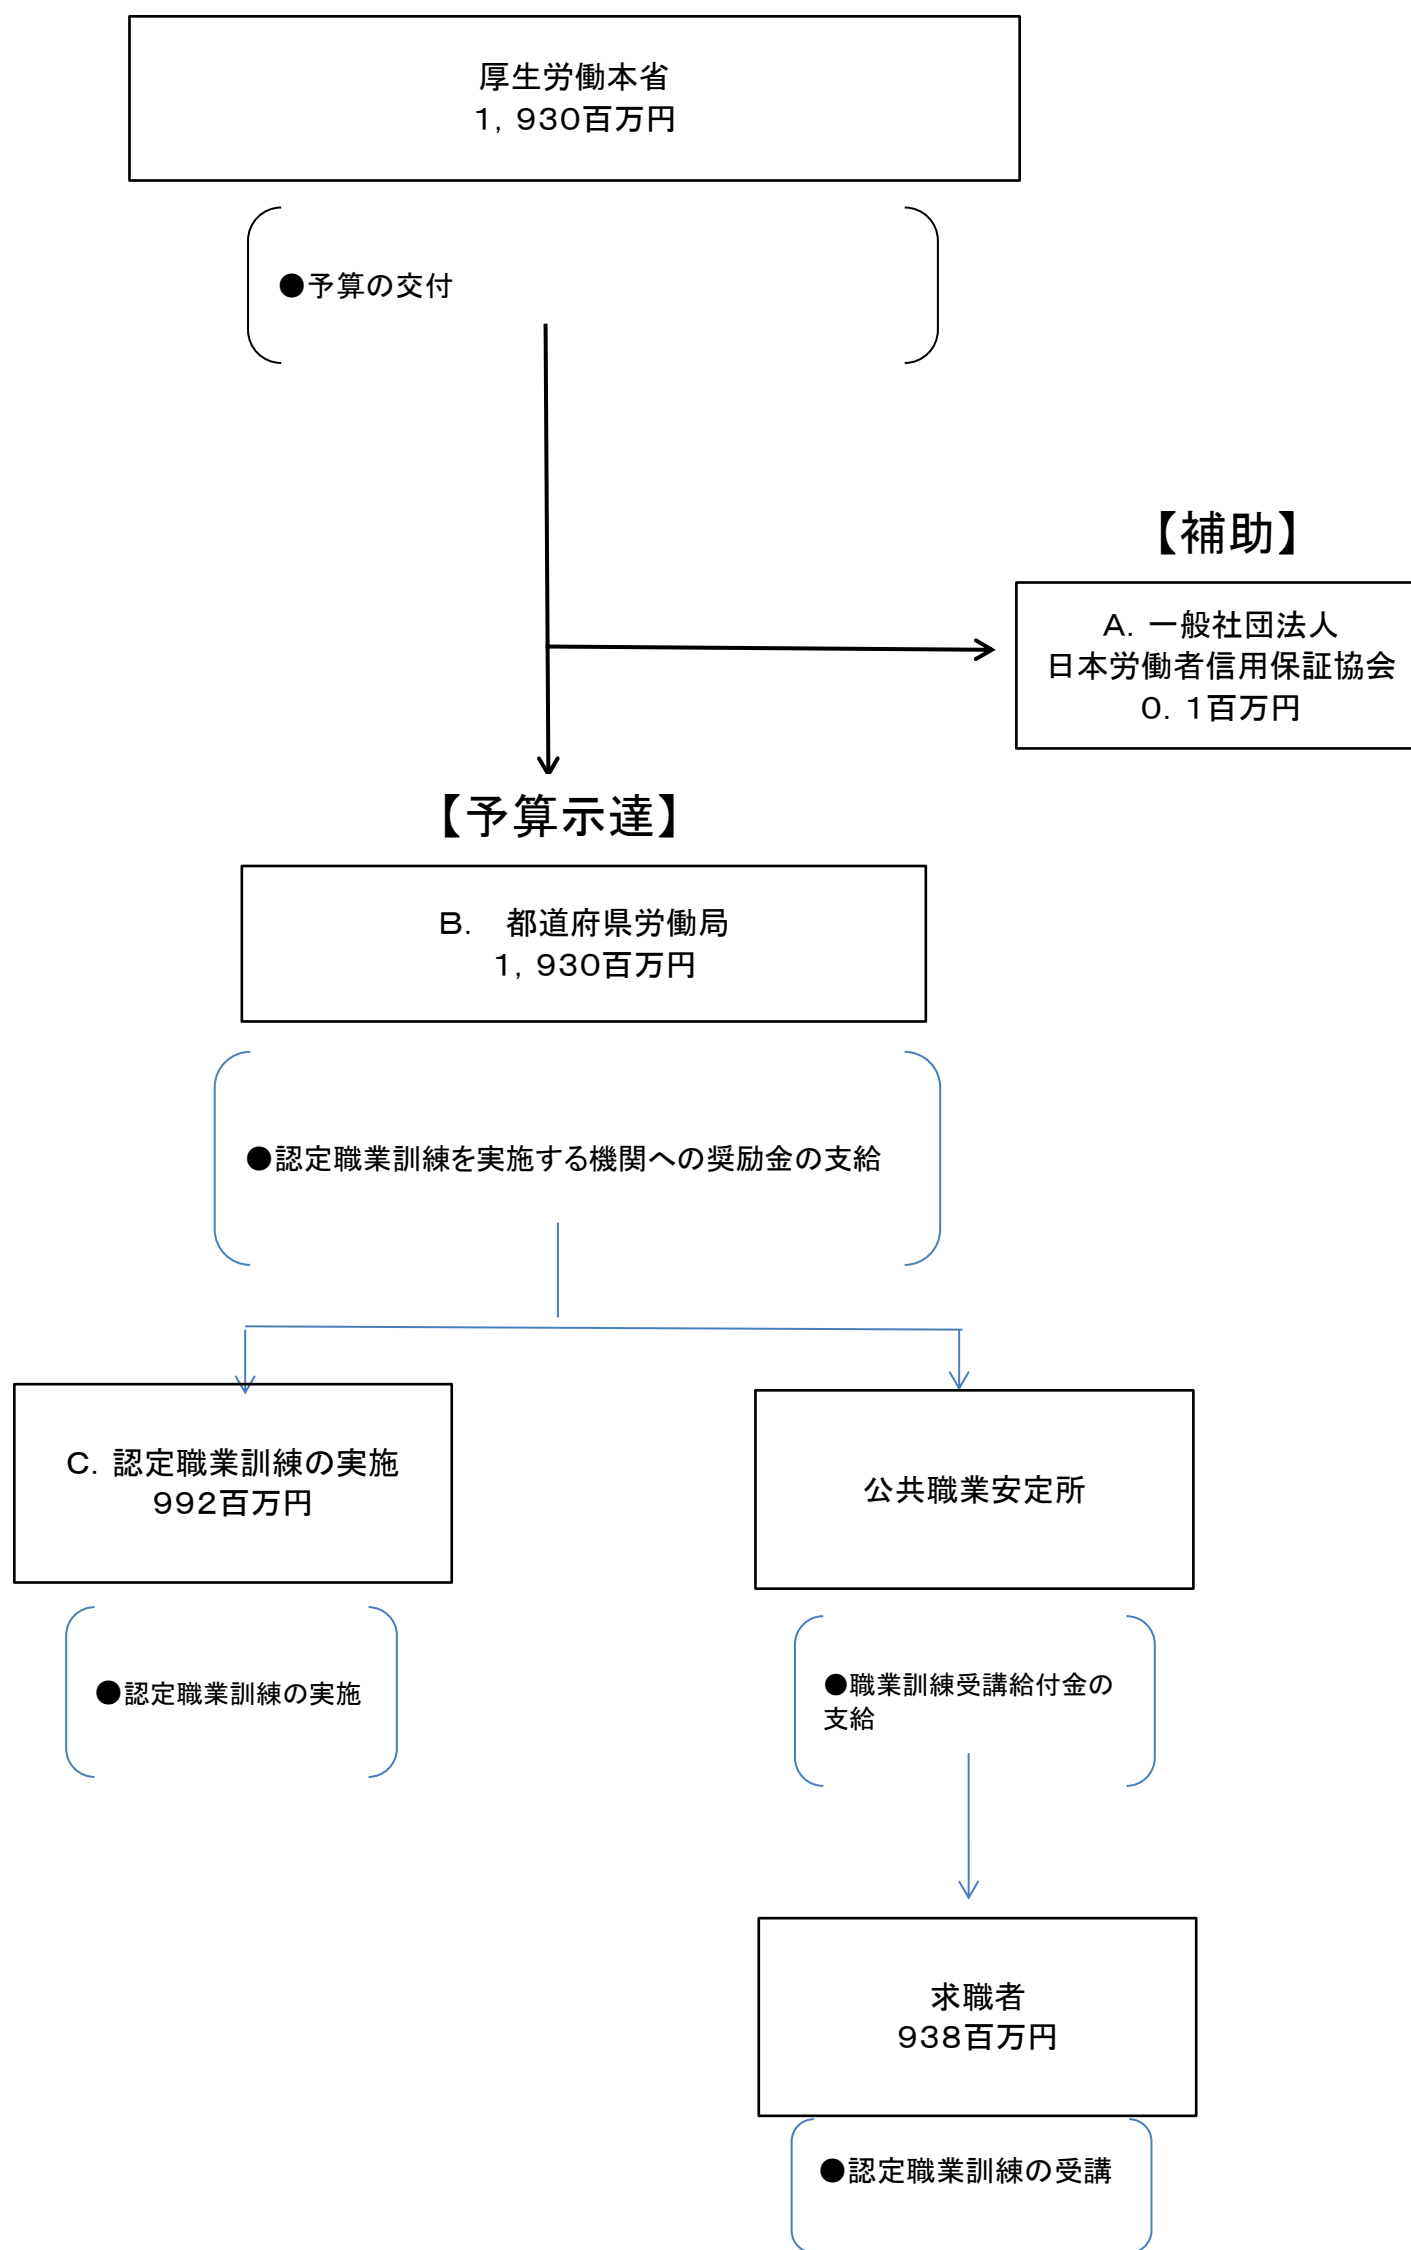 厚生労働本省
１，９３０百万円
●予算の交付
【補助】
Ａ．一般社団法人
日本労働者信用保証協会
０．１百万円
【予算示達】
Ｂ．　都道府県労働局
１，９３０百万円
●認定職業訓練を実施する機関への奨励金の支給
Ｃ．認定職業訓練の実施
９９２百万円
公共職業安定所
●認定職業訓練の実施
●職業訓練受講給付金の
支給
求職者
９３８百万円
●認定職業訓練の受講